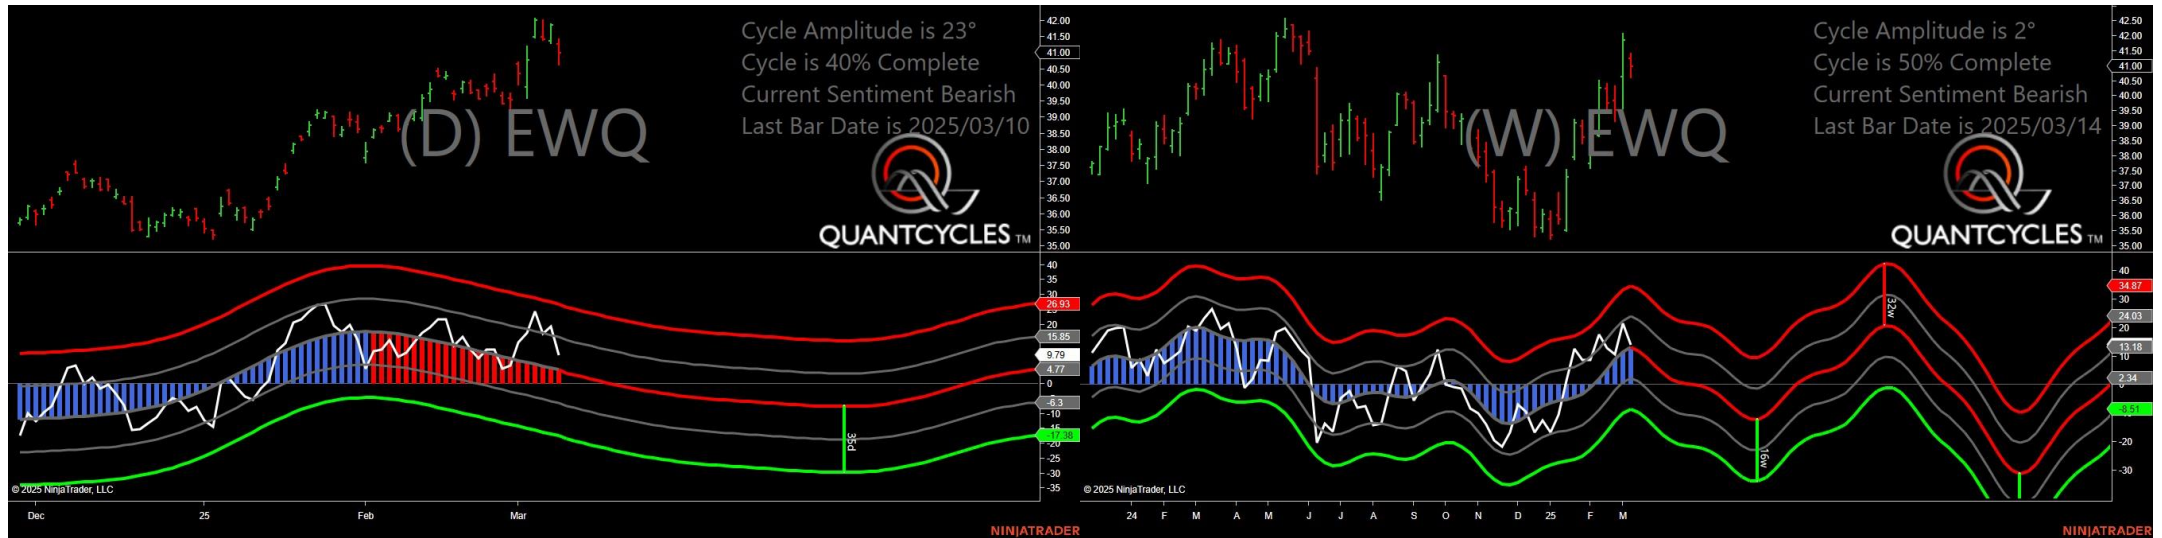 Cycle Amplitude is 23°
Cycle is 40% Complete
Current Sentiment Bearish
Last Bar Date is 2025/03/10
(D) EWQ
QUANTCYCLES TM
42.00
41.50
41.00
40.50
40.00
39.50
39.00
38.50
38.00
37.50
37.00
36.50
36.00
35.50
35.00
40
35
30
26.93
20
15.85
9.79
4.77
0
-6.3
-10
-15
-17.38
-20
-25
-30
-35
35d
© 2025 NinjaTrader, LLC
Dec 25 Feb Mar
NINJATRADER
Cycle Amplitude is 2°
Cycle is 50% Complete
Current Sentiment Bearish
Last Bar Date is 2025/03/14
(W) EWQ
QUANTCYCLES TM
42.50
42.00
41.50
41.00
40.50
40.00
39.50
39.00
38.50
38.00
37.50
37.00
36.50
36.00
35.50
35.00
40
34.87
30
24.03
20
13.18
10
2.34
-8.51
-20
-30
32w
16w
© 2025 NinjaTrader, LLC
24 F M A M J J A S O N D 25 F M
NINJATRADER